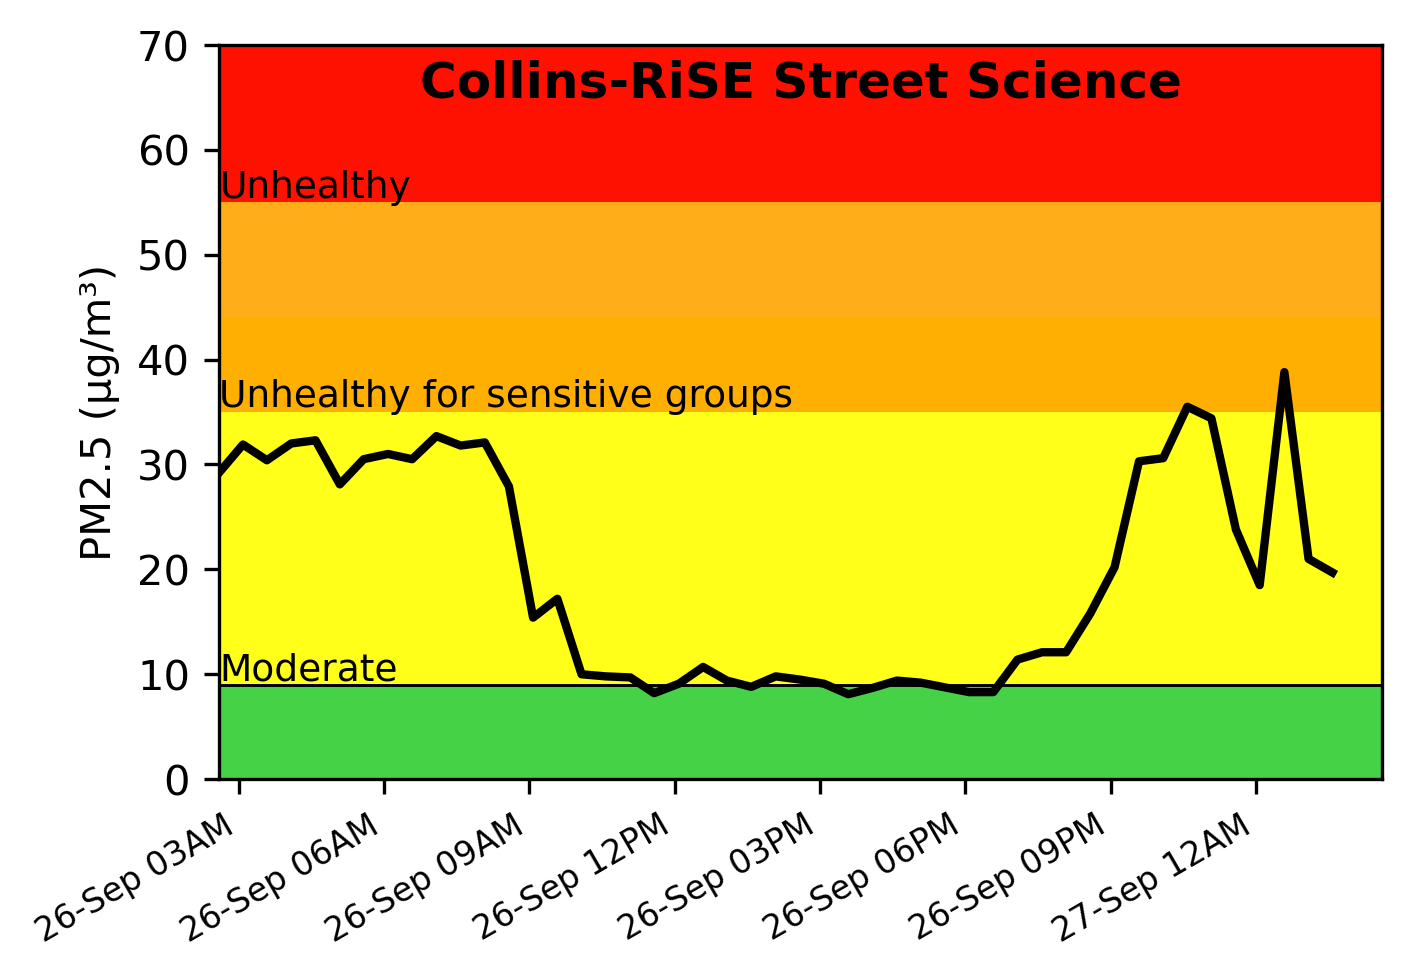 Collins-RiSE Street Science
70
60
50
40
30
20
10
0
PM2.5 (μg/m³)
Unhealthy
Unhealthy for sensitive groups
Moderate
26-Sep 03AM
26-Sep 06AM
26-Sep 09AM
26-Sep 12PM
26-Sep 03PM
26-Sep 06PM
26-Sep 09PM
27-Sep 12AM